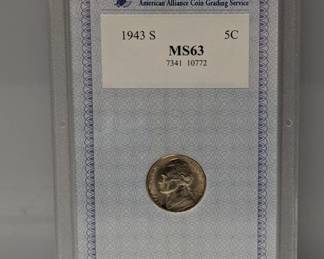 American Alliance Coin Grading Service
1943 S 5C
MS63
7341 10772